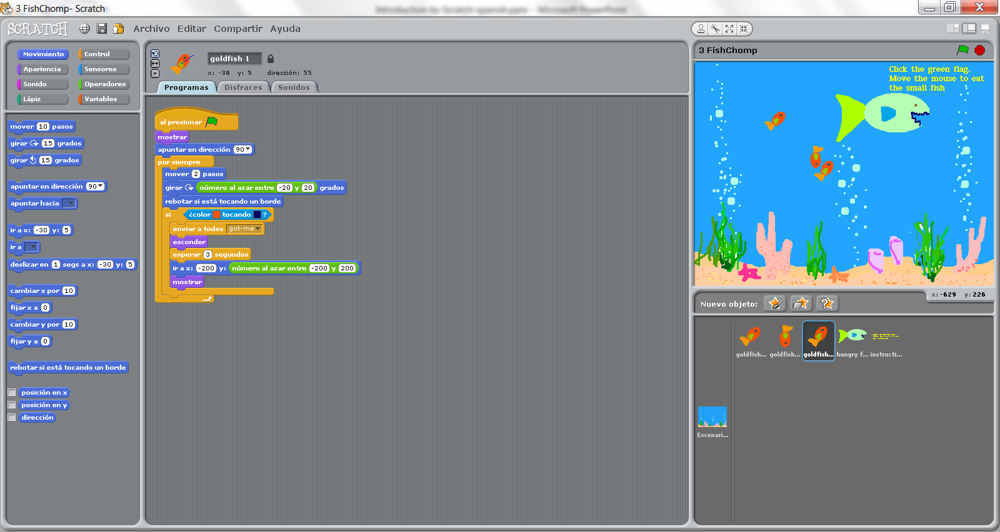 3 FishChomp- Scratch
Introduction-to-Scratch-spanish.pptx - Microsoft PowerPoint
SCRATCH
Archivo Editar Compartir Ayuda
Movimiento Control
Apariencia Sensores
Sonido Operadores
Lápiz Variables
mover 10 pasos
girar 15 grados
girar 15 grados
apuntar en dirección 90
apuntar hacia
ir a x: -30 y: 5
ir a
deslizar en 1 segs a x: -30 y: 5
cambiar x por 10
fijar x a 0
cambiar y por 10
fijar y a 0
rebotar si está tocando un borde
posición en x
posición en y
dirección
goldfish 1
x: -30 y: 5 dirección: 55
Programas Disfraces Sonidos
al presionar
mostrar
apuntar en dirección 90
por siempre
mover 2 pasos
girar número al azar entre -20 y 20 grados
rebotar si está tocando un borde
si ¿color tocando ?
enviar a todos got-me
esconder
esperar 3 segundos
ir a x: -200 y: número al azar entre -200 y 200
mostrar
3 FishChomp
Click the green flag.
Move the mouse to eat
the small fish
x: -629 y: 226
Nuevo objeto:
goldfish... goldfish... goldfish... hungry f... instructi...
Escenari...